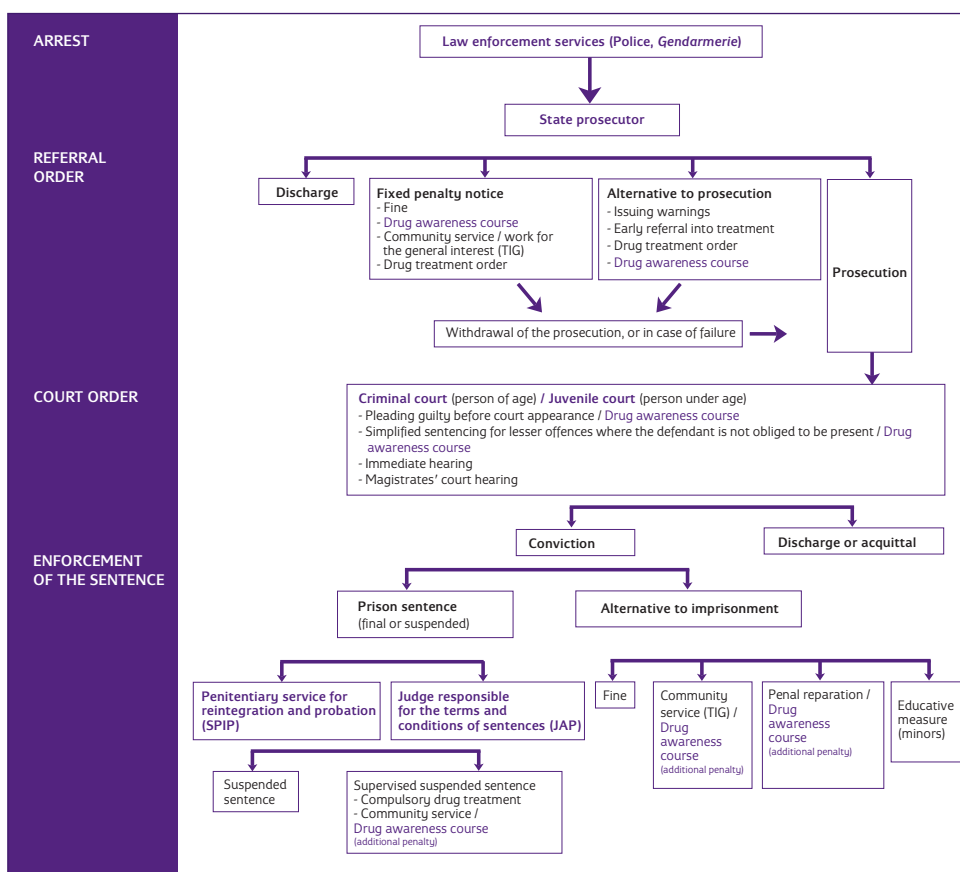 ARREST
Law enforcement services (Police, Gendarmerie)
State prosecutor
REFERRAL
ORDER
Discharge
Fixed penalty notice
- Fine
- Drug awareness course
- Community service / work for
the general interest (TIG)
- Drug treatment order
Alternative to prosecution
- Issuing warnings
- Early referral into treatment
- Drug treatment order
- Drug awareness course
Prosecution
Withdrawal of the prosecution, or in case of failure
COURT ORDER
Criminal court (person of age) / Juvenile court (person under age)
- Pleading guilty before court appearance / Drug awareness course
- Simplified sentencing for lesser offences where the defendant is not obliged to be present / Drug
awareness course
- Immediate hearing
- Magistrates' court hearing
Conviction
Discharge or acquittal
ENFORCEMENT
OF THE SENTENCE
Prison sentence
(final or suspended)
Alternative to imprisonment
Penitentiary service for
reintegration and probation
(SPIP)
Judge responsible
for the terms and
conditions of sentences (JAP)
Fine
Community
service (TIG) /
Drug
awareness
course
(additional penalty)
Penal reparation /
Drug
awareness
course
(additional penalty)
Educative
measure
(minors)
Suspended
sentence
Supervised suspended sentence
- Compulsory drug treatment
- Community service /
Drug awareness course
(additional penalty)